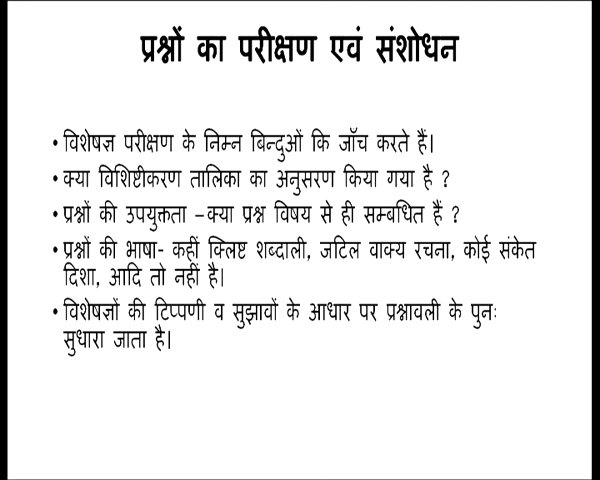 प्रश्नों का परीक्षण एवं संशोधन
• विशेषज्ञ परीक्षण के निम्न बिन्दुओं कि जाँच करते हैं।
• क्या विशिष्टीकरण तालिका का अनुसरण किया गया है ?
• प्रश्नों की उपयुक्तता –क्या प्रश्न विषय से ही सम्बधित हैं ?
• प्रश्नों की भाषा- कहीं क्लिष्ट शब्दाली, जटिल वाक्य रचना, कोई संकेत
दिशा, आदि तो नहीं है।
• विशेषज्ञों की टिप्पणी व सुझावों के आधार पर प्रश्नावली के पुनः
सुधारा जाता है।